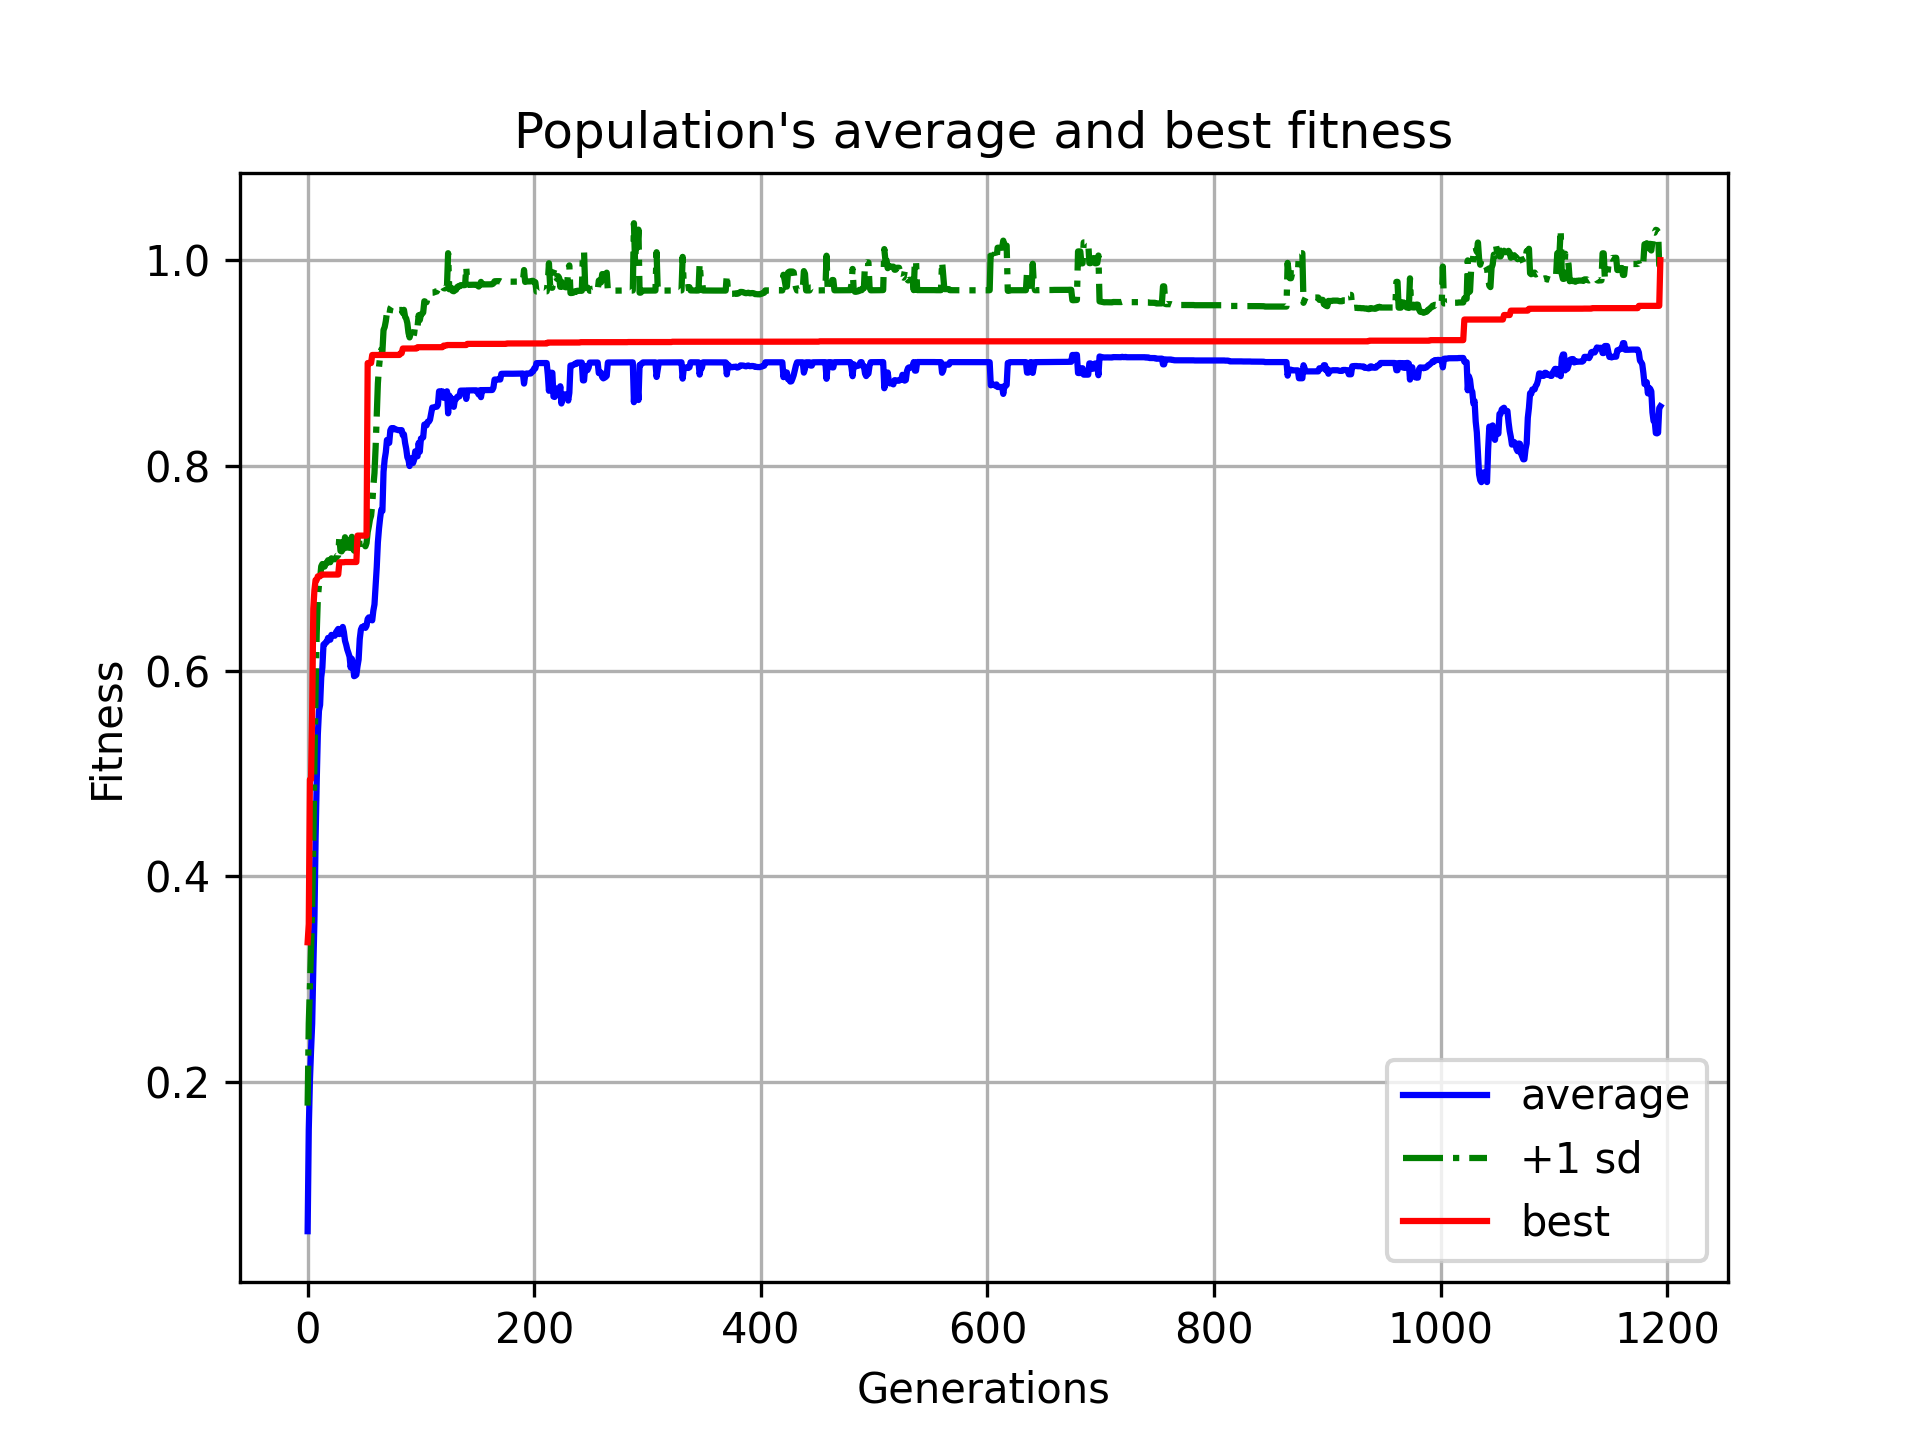 Population's average and best fitness
1.0
0.8
0.6
0.4
0.2
Fitness
average
+1 sd
best
0 200 400 600 800 1000 1200
Generations